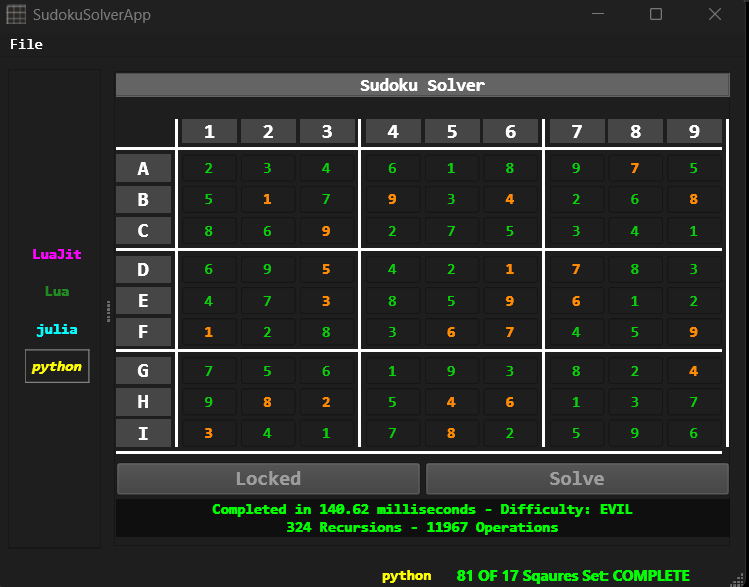 SudokuSolverApp
File
Sudoku Solver
1 2 3 4 5 6 7 8 9
A 2 3 4 6 1 8 9 7 5
B 5 1 7 9 3 4 2 6 8
C 8 6 9 2 7 5 3 4 1
D 6 9 5 4 2 1 7 8 3
E 4 7 3 8 5 9 6 1 2
F 1 2 8 3 6 7 4 5 9
G 7 5 6 1 9 3 8 2 4
H 9 8 2 5 4 6 1 3 7
I 3 4 1 7 8 2 5 9 6
LuaJit
Lua
julia
python
Locked Solve
Completed in 140.62 milliseconds - Difficulty: EVIL
324 Recursions - 11967 Operations
python 81 OF 17 Sqaures Set: COMPLETE